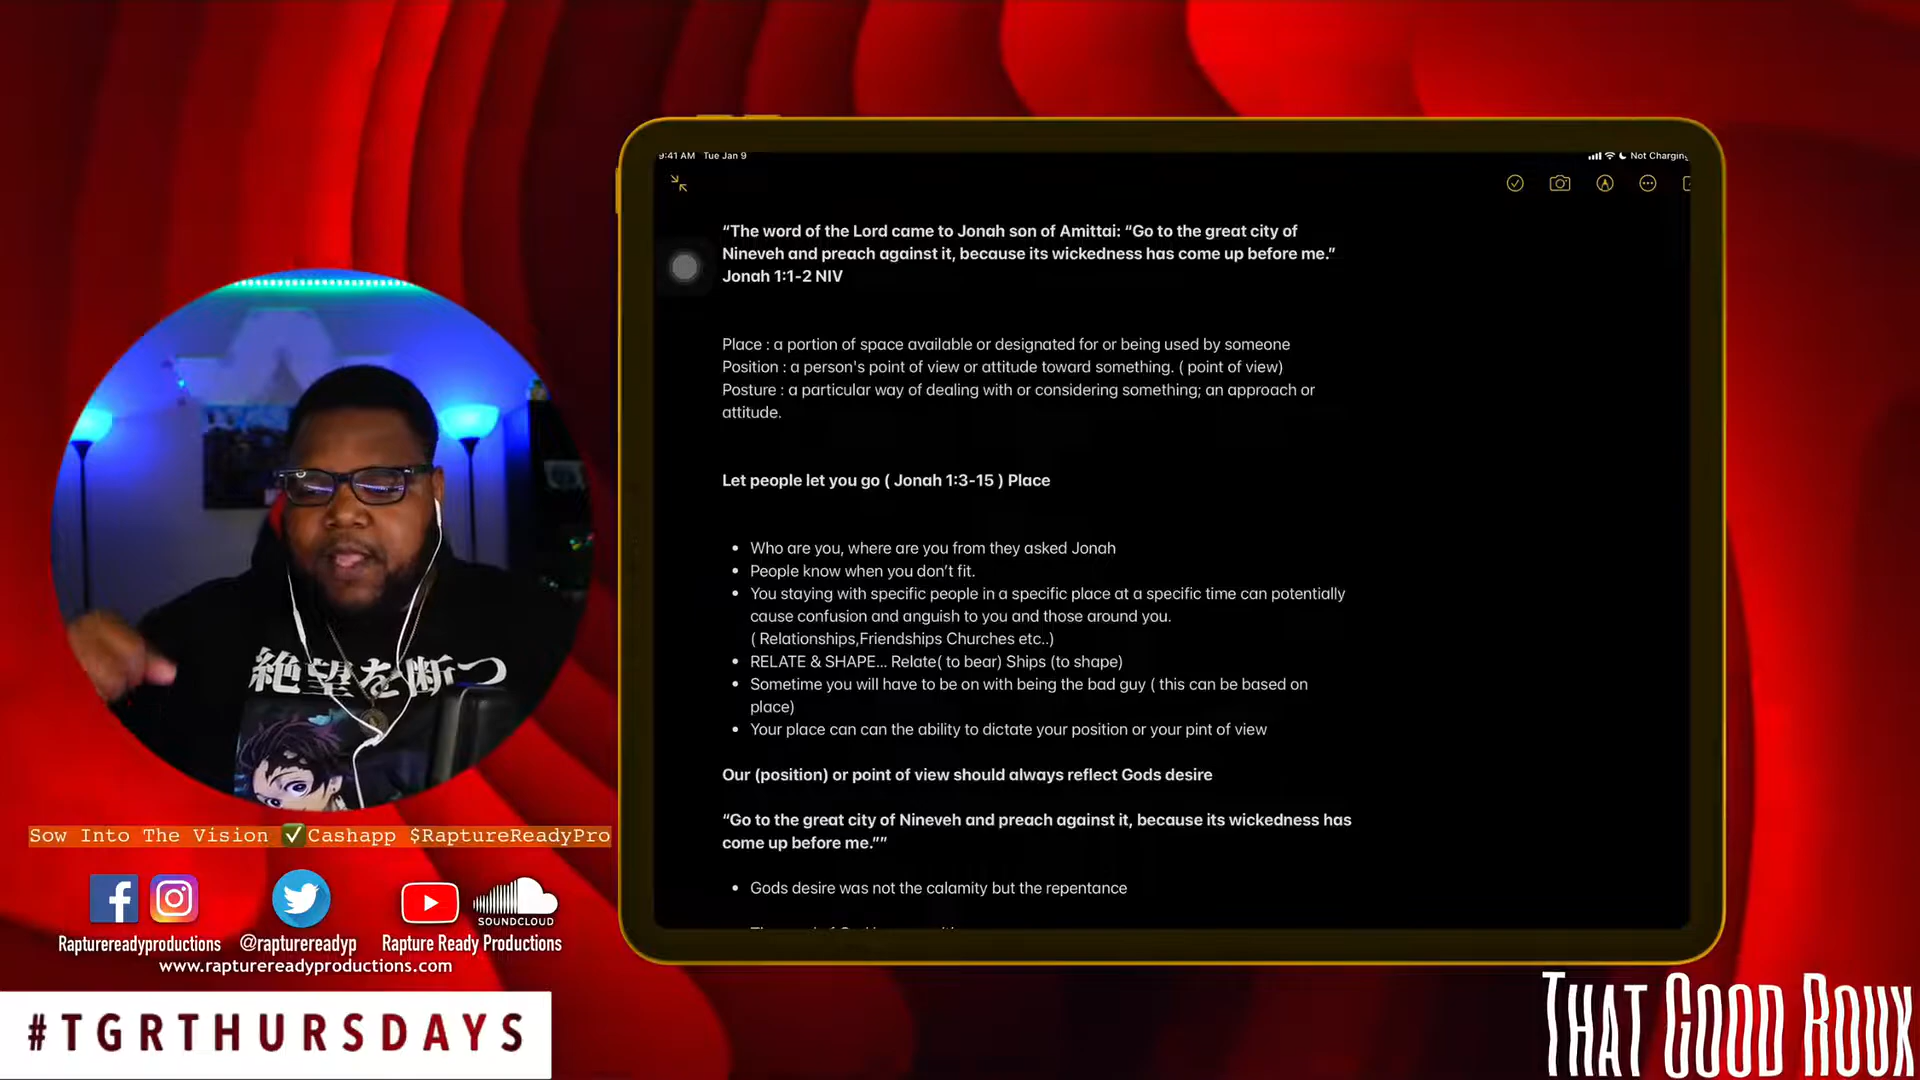 9:41 AM Tue Jan 9
Not Charging
“The word of the Lord came to Jonah son of Amittai: “Go to the great city of
Nineveh and preach against it, because its wickedness has come up before me.”
Jonah 1:1-2 NIV
Place : a portion of space available or designated for or being used by someone
Position : a person's point of view or attitude toward something. ( point of view)
Posture : a particular way of dealing with or considering something; an approach or
attitude.
Let people let you go ( Jonah 1:3-15 ) Place
• Who are you, where are you from they asked Jonah
• People know when you don’t fit.
• You staying with specific people in a specific place at a specific time can potentially
cause confusion and anguish to you and those around you.
( Relationships,Friendships Churches etc..)
• RELATE & SHAPE... Relate( to bear) Ships (to shape)
• Sometime you will have to be on with being the bad guy ( this can be based on
place)
• Your place can can the ability to dictate your position or your pint of view
Our (position) or point of view should always reflect Gods desire
“Go to the great city of Nineveh and preach against it, because its wickedness has
come up before me.””
• Gods desire was not the calamity but the repentance
絶望を断つ
Sow Into The Vision ✅Cashapp $RaptureReadyPro
SOUNDCLOUD
Rapturereadyproductions @rapturereadyp Rapture Ready Productions
www.rapturereadyproductions.com
#TGRTHURSDAYS
THAT GOOD ROUX